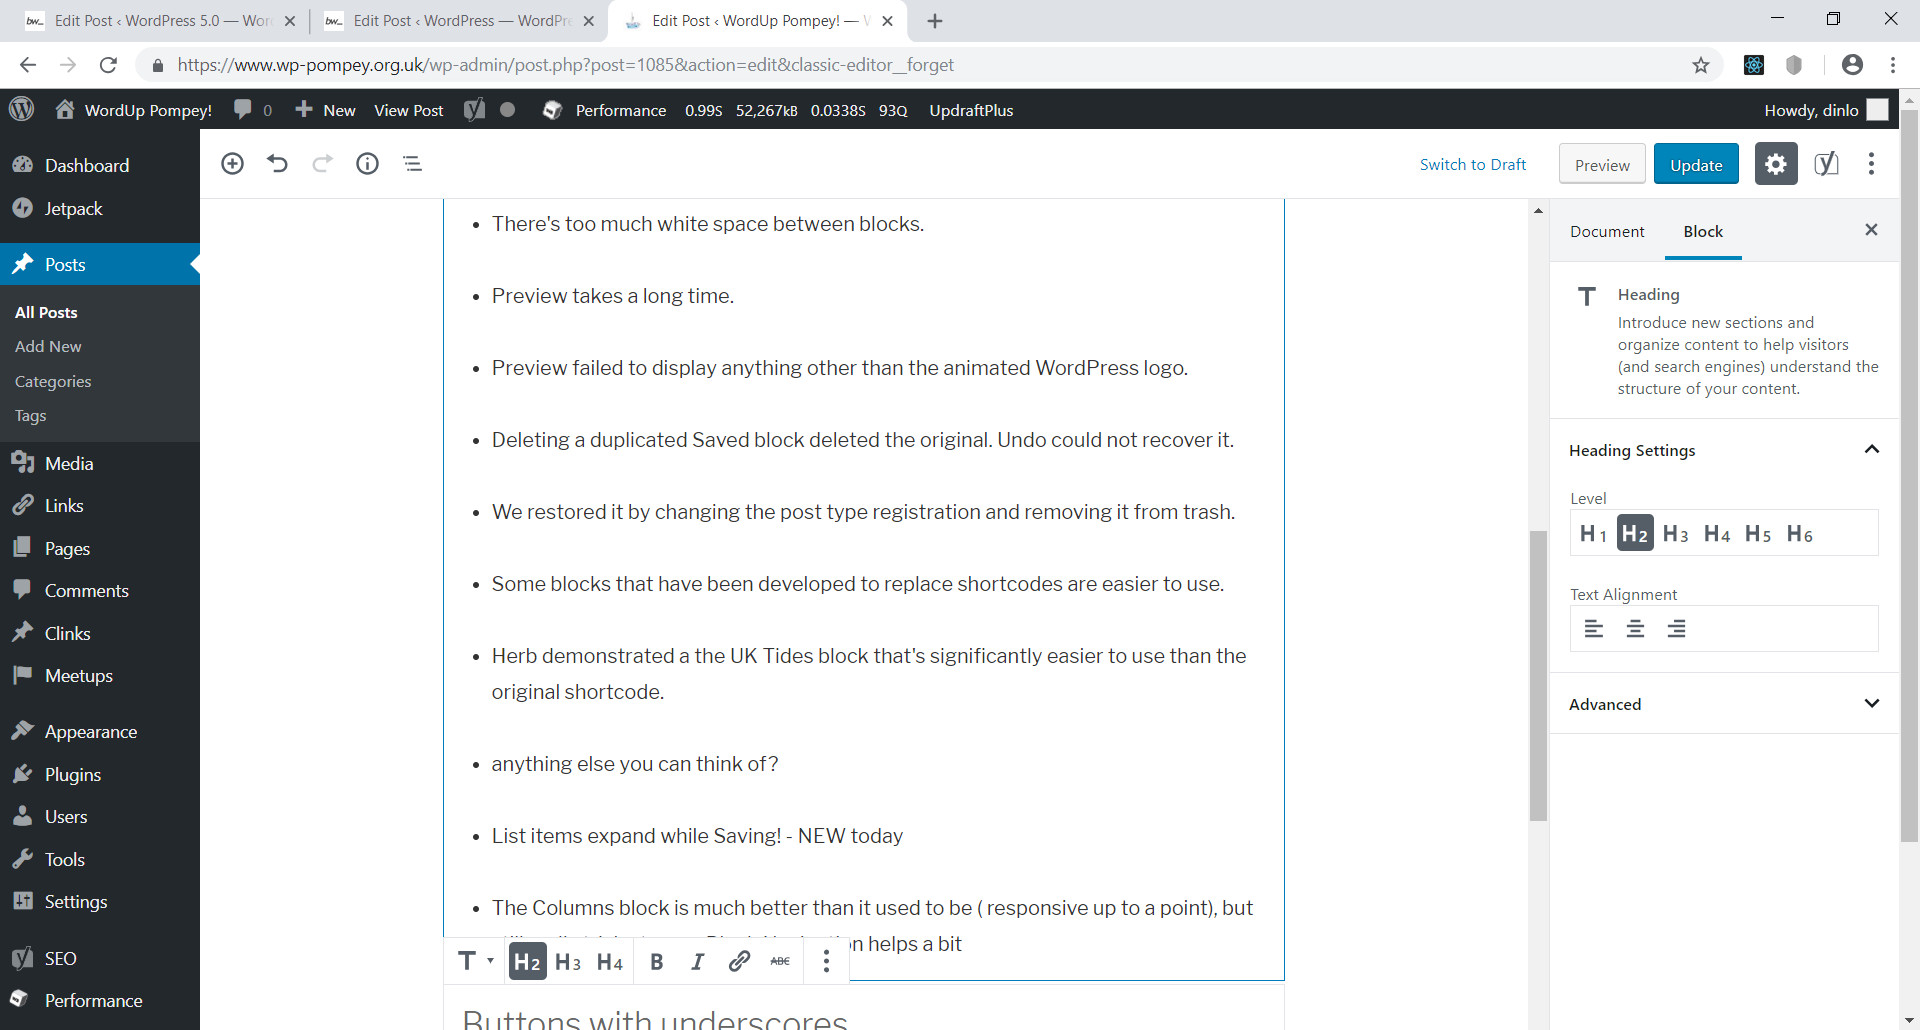 Edit Post ‹ WordPress 5.0 — Wor
Edit Post ‹ WordPress — WordPre
Edit Post ‹ WordUp Pompey! — W
https://www.wp-pompey.org.uk/wp-admin/post.php?post=1085&action=edit&classic-editor__forget
WordUp Pompey! 0 New View Post Performance 0.99S 52,267kB 0.0338S 93Q UpdraftPlus Howdy, dinlo
Switch to Draft Preview Update
Dashboard
Jetpack
Posts
All Posts
Add New
Categories
Tags
Media
Links
Pages
Comments
Clinks
Meetups
Appearance
Plugins
Users
Tools
Settings
SEO
Performance
• There's too much white space between blocks.
• Preview takes a long time.
• Preview failed to display anything other than the animated WordPress logo.
• Deleting a duplicated Saved block deleted the original. Undo could not recover it.
• We restored it by changing the post type registration and removing it from trash.
• Some blocks that have been developed to replace shortcodes are easier to use.
• Herb demonstrated a the UK Tides block that's significantly easier to use than the
original shortcode.
• anything else you can think of?
• List items expand while Saving! - NEW today
• The Columns block is much better than it used to be ( responsive up to a point), but
helps a bit
T H2 H3 H4 B I ABC
Buttons with underscores
Document Block
T Heading
Introduce new sections and
organize content to help visitors
(and search engines) understand the
structure of your content.
Heading Settings
Level
H1 H2 H3 H4 H5 H6
Text Alignment
Advanced